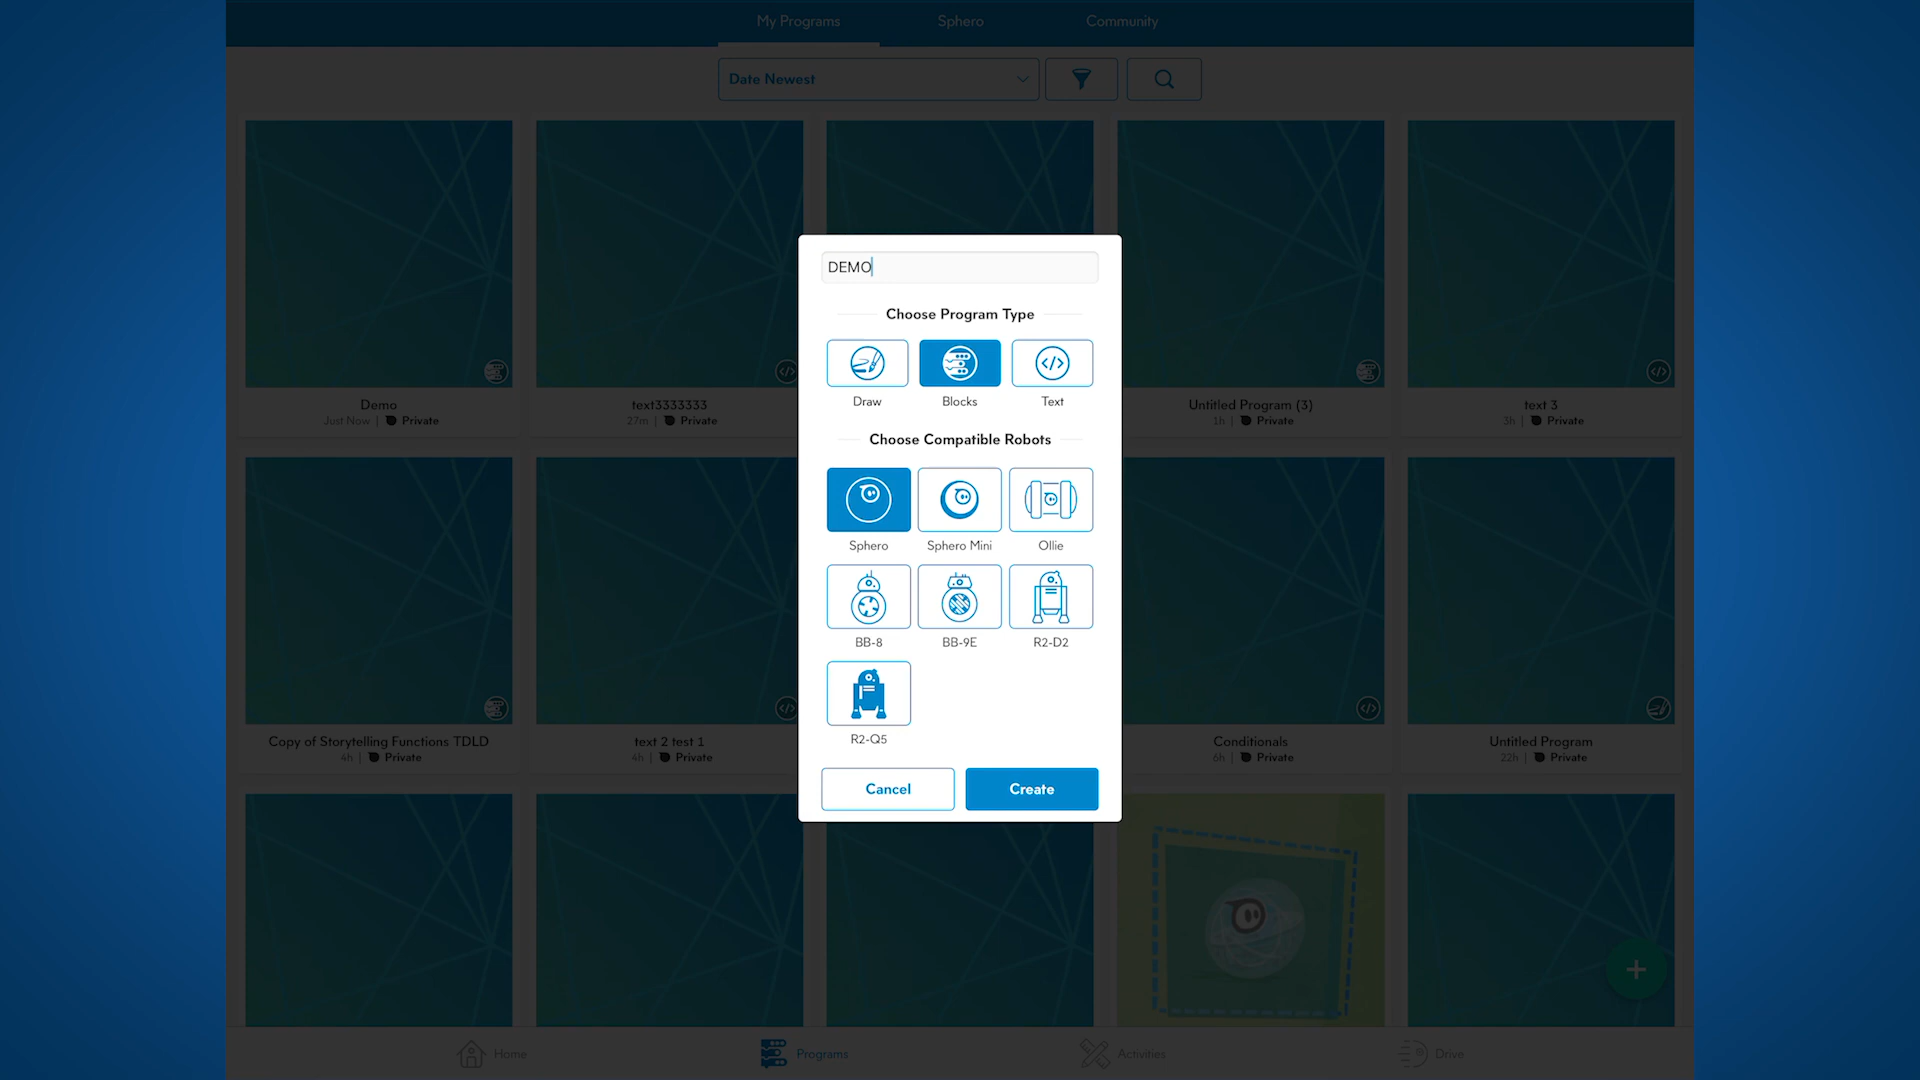 My Programs Sphero Community
Date Newest
DEMO
Choose Program Type
Draw Blocks Text
Choose Compatible Robots
Sphero Sphero Mini Ollie
BB-8 BB-9E R2-D2
R2-Q5
Cancel Create
Demo
Just Now | Private
text3333333
27m | Private
Untitled Program (3)
1h | Private
text 3
3h | Private
Copy of Storytelling Functions TDLD
4h | Private
text 2 test 1
4h | Private
Conditionals
6h | Private
Untitled Program
22h | Private
Home Programs Activities Drive